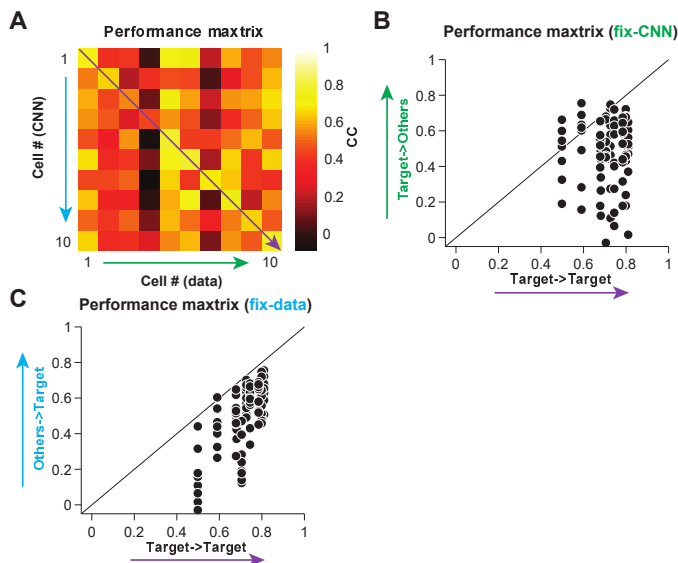 A
Performance maxtrix
Cell # (CNN)
1
10
1
10
Cell # (data)
1
0.8
0.6
0.4
0.2
0
CC
B
Performance maxtrix (fix-CNN)
Target->Others
1
0.8
0.6
0.4
0.2
0
0
0.2
0.4
0.6
0.8
1
Target->Target
C
Performance maxtrix (fix-data)
Others->Target
1
0.8
0.6
0.4
0.2
0
0
0.2
0.4
0.6
0.8
1
Target->Target